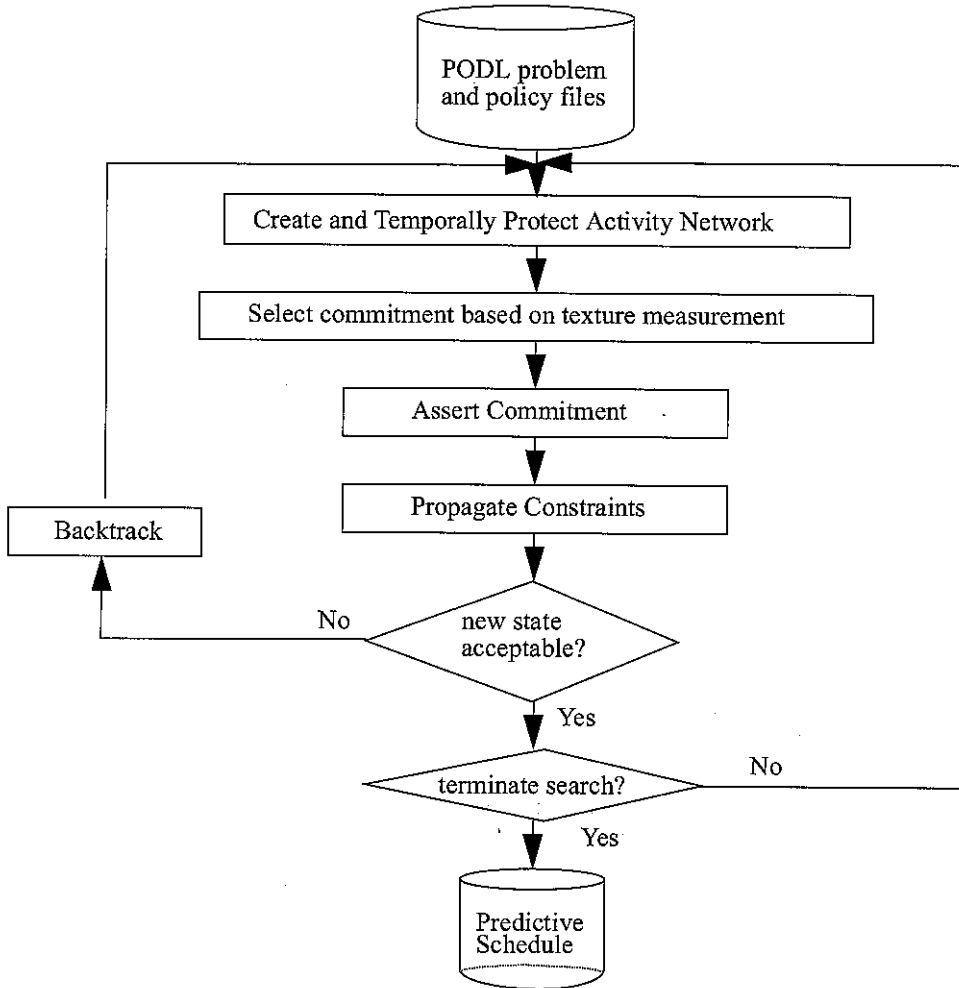 PODL problem
and policy files
Create and Temporally Protect Activity Network
Select commitment based on texture measurement
Assert Commitment
Propagate Constraints
Backtrack
No
new state
acceptable?
Yes
terminate search?
No
Yes
Predictive
Schedule